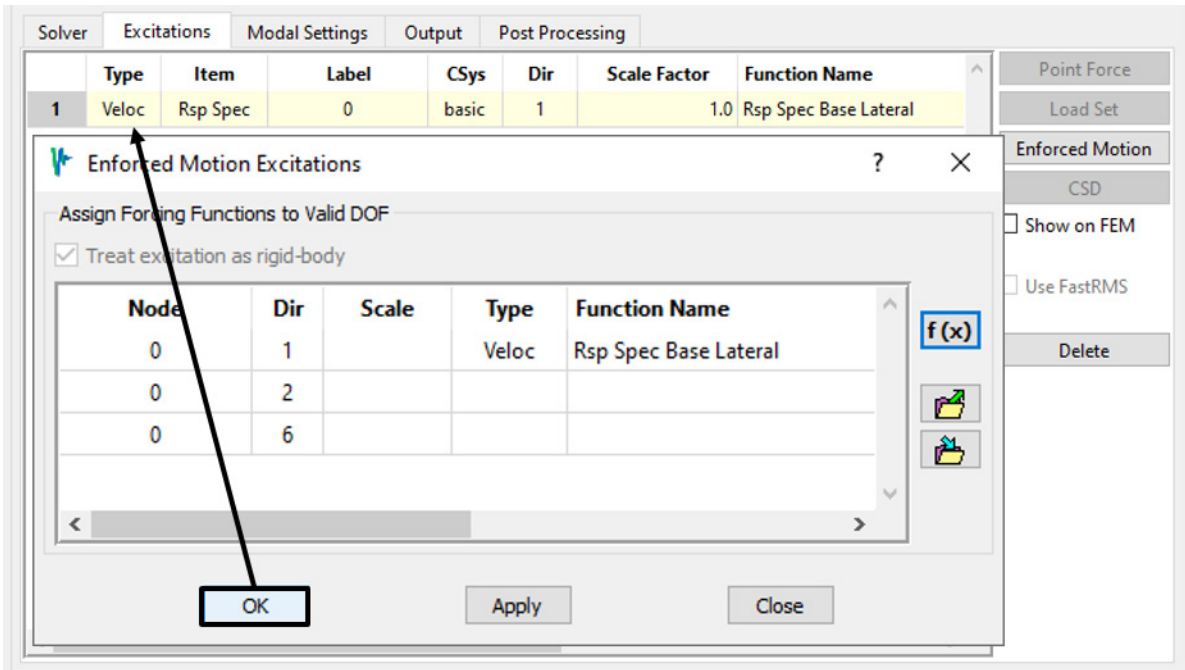 Solver Excitations Modal Settings Output Post Processing
Type Item Label CSys Dir Scale Factor Function Name
1 Veloc Rsp Spec 0 basic 1 1.0 Rsp Spec Base Lateral
Point Force
Load Set
Enforced Motion
CSD
Show on FEM
Use FastRMS
Delete
Enforced Motion Excitations ?
Assign Forcing Functions to Valid DOF
Treat excitation as rigid-body
Node Dir Scale Type Function Name
0 1 Veloc Rsp Spec Base Lateral
0 2
0 6
f (x)
OK Apply Close